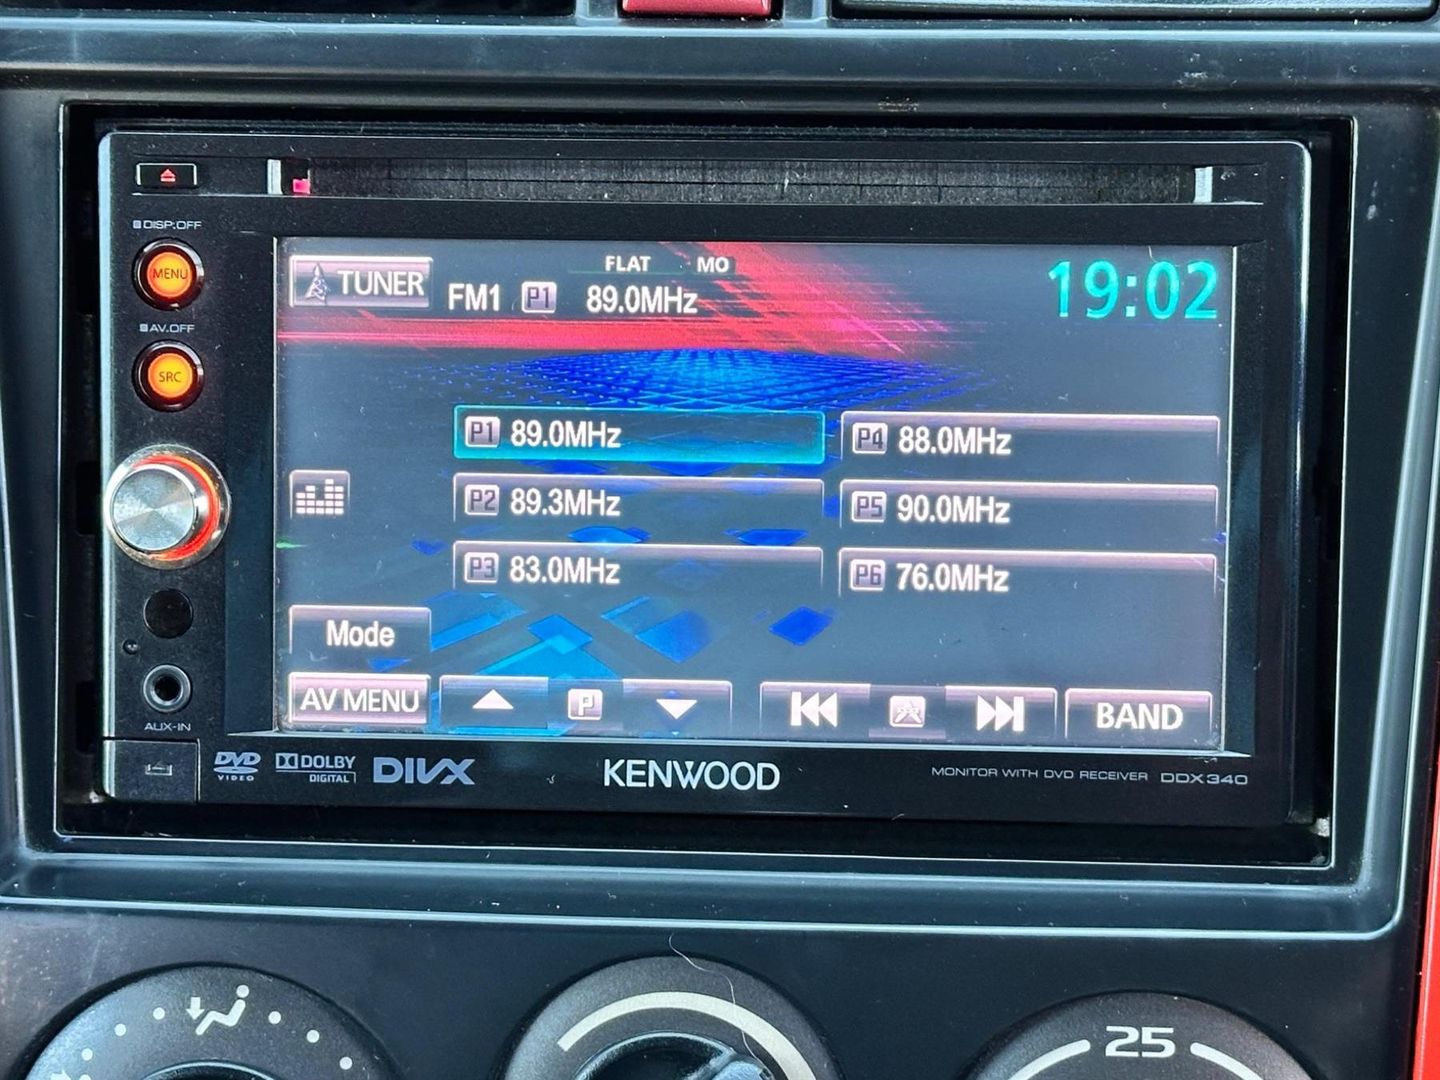 DISP.OFF
MENU
AV.OFF
SRC
AUX-IN
TUNER
FLAT MO
FM1 P1 89.0MHz
19:02
P1 89.0MHz
P4 88.0MHz
P2 89.3MHz
P5 90.0MHz
P3 83.0MHz
P6 76.0MHz
Mode
AV MENU
P
BAND
DVD VIDEO
DOLBY DIGITAL
DIVX
KENWOOD
MONITOR WITH DVD RECEIVER DDX340
25